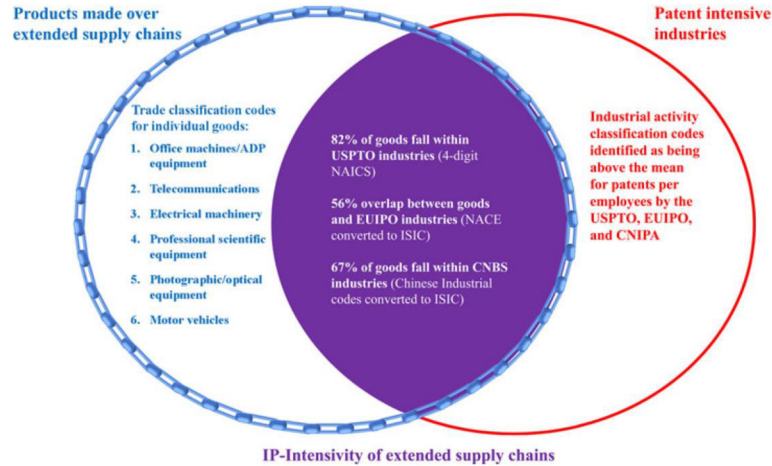 Products made over
extended supply chains
Patent intensive
industries
Trade classification codes
for individual goods:
1. Office machines/ADP
equipment
2. Telecommunications
3. Electrical machinery
4. Professional scientific
equipment
5. Photographic/optical
equipment
6. Motor vehicles
82% of goods fall within
USPTO industries (4-digit
NAICS)
56% overlap between goods
and EUIPO industries (NACE
converted to ISIC)
67% of goods fall within CNBS
industries (Chinese Industrial
codes converted to ISIC)
Industrial activity
classification codes
identified as being
above the mean
for patents per
employees by the
USPTO, EUIPO,
and CNIPA
IP-Intensivity of extended supply chains